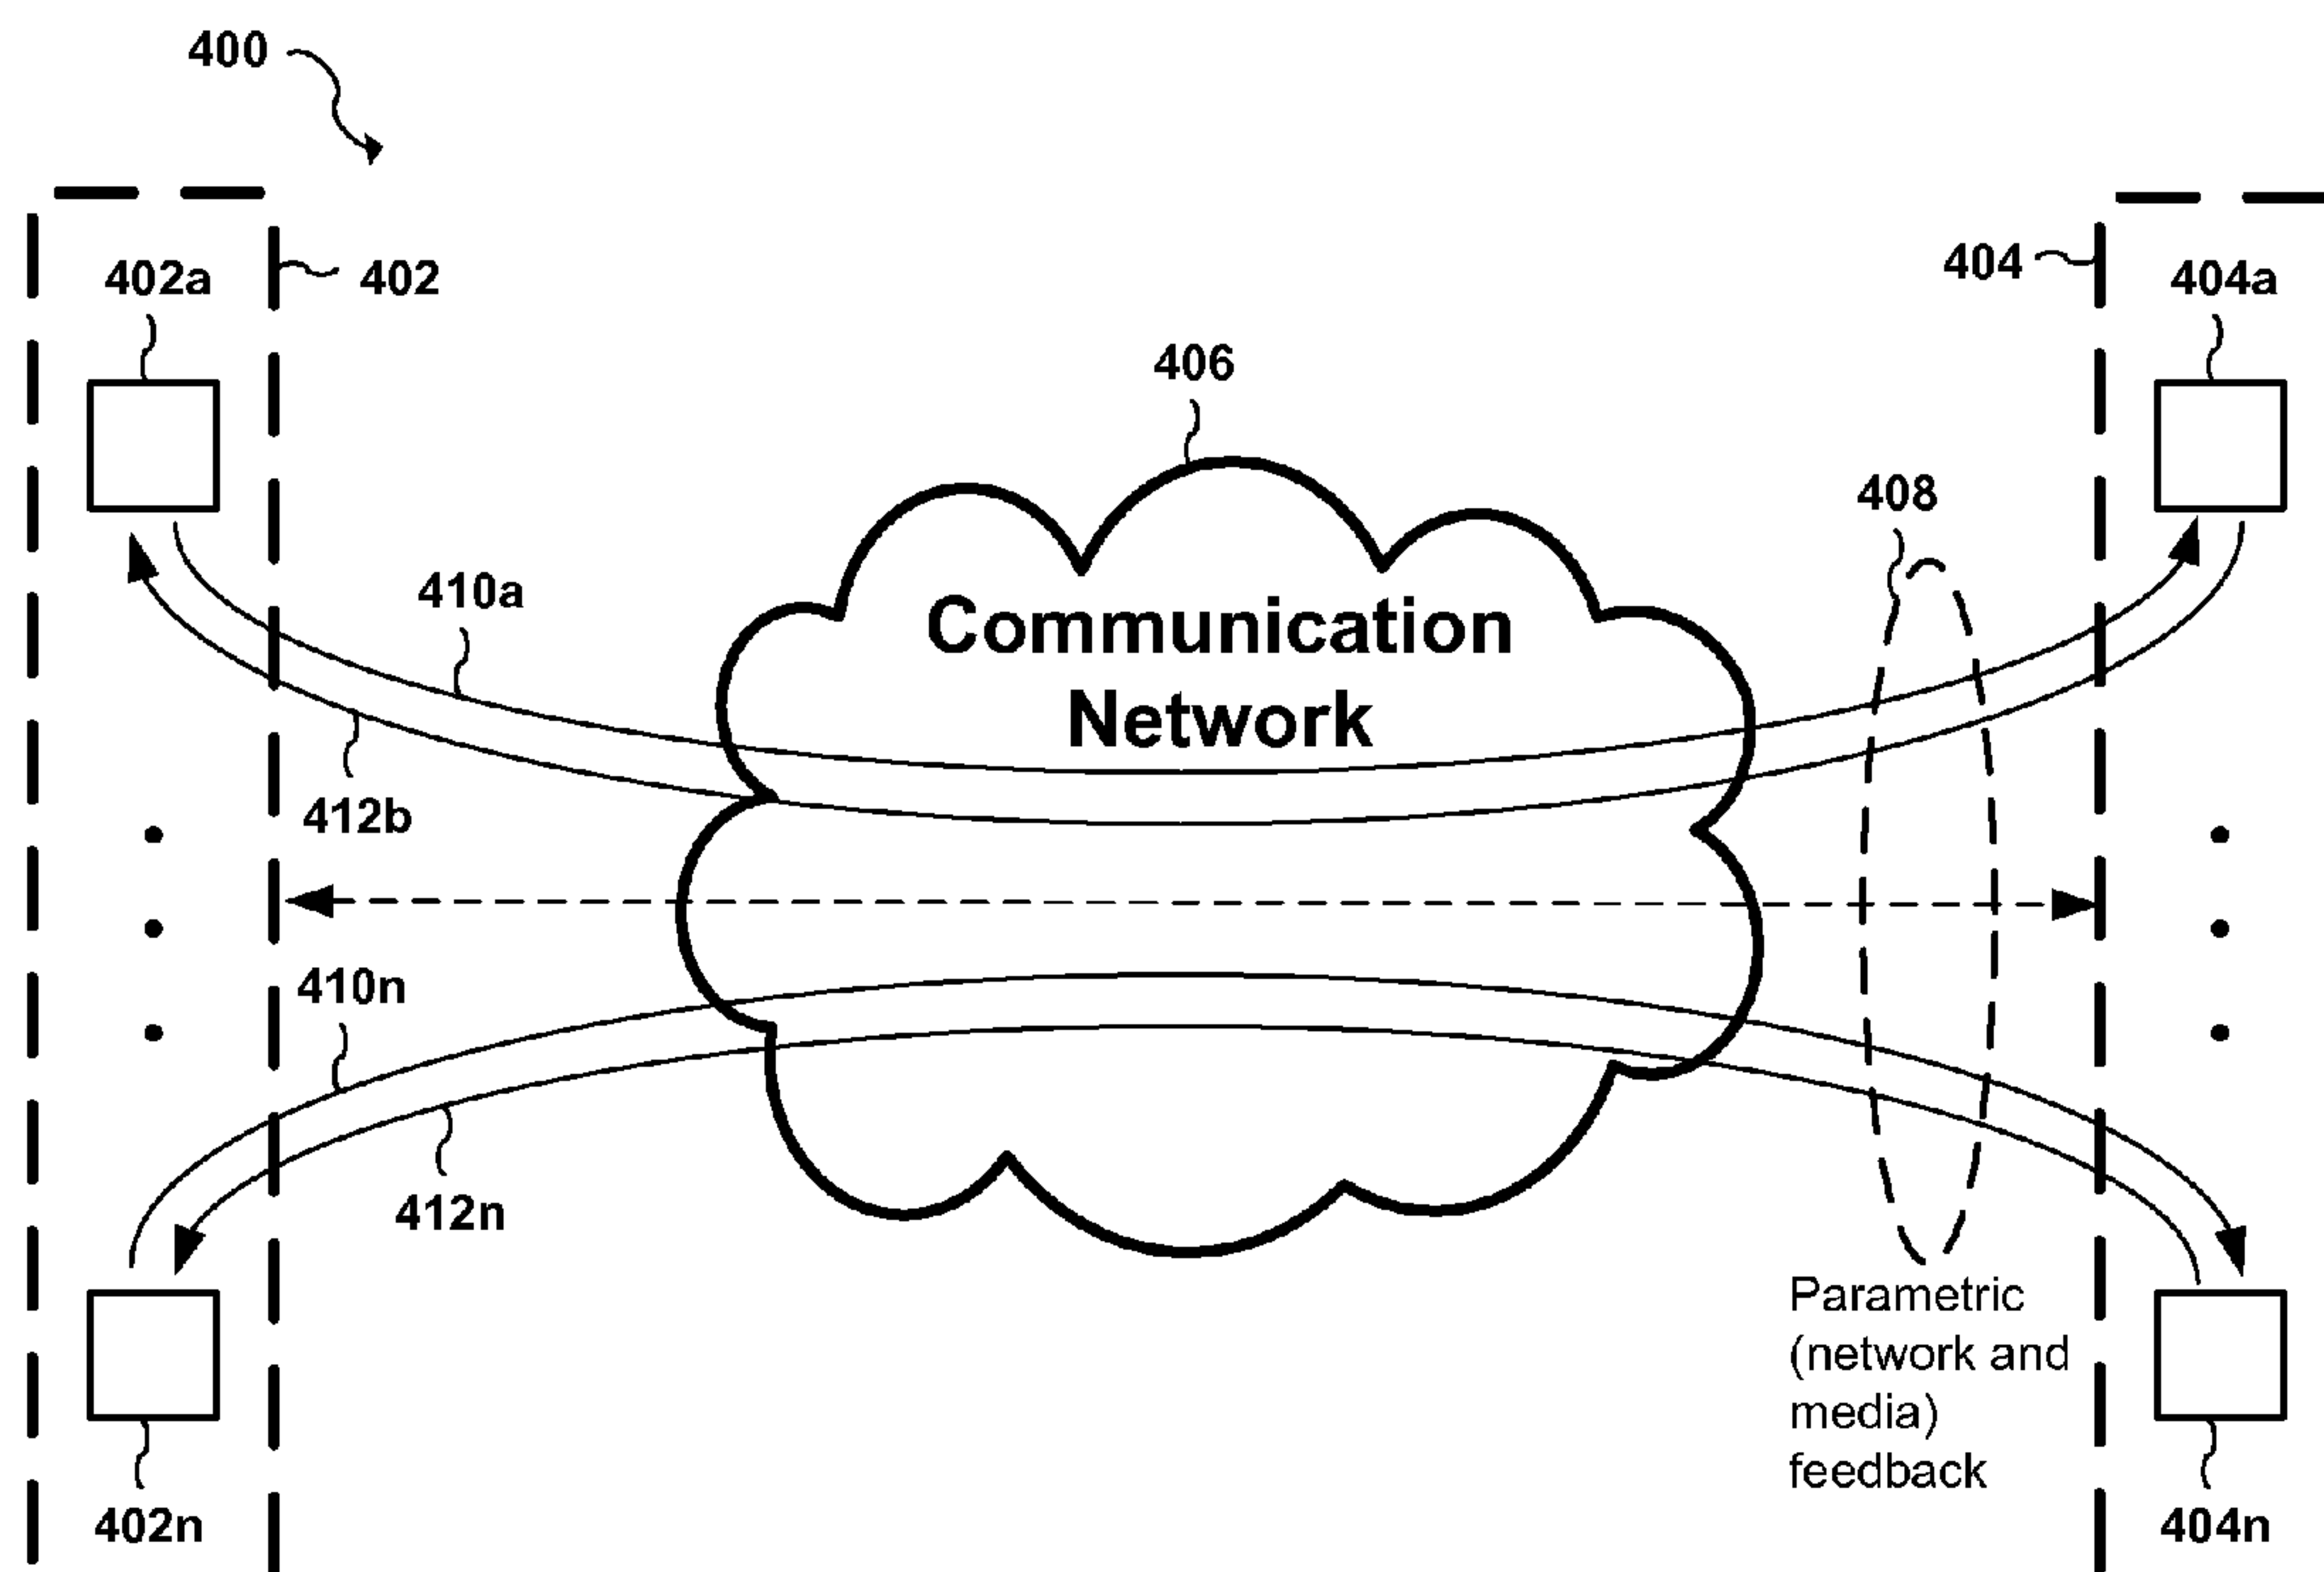 400
402a
402
404
404a
406
408
410a
Communication
Network
412b
410n
412n
Parametric
(network and
media)
feedback
402n
404n